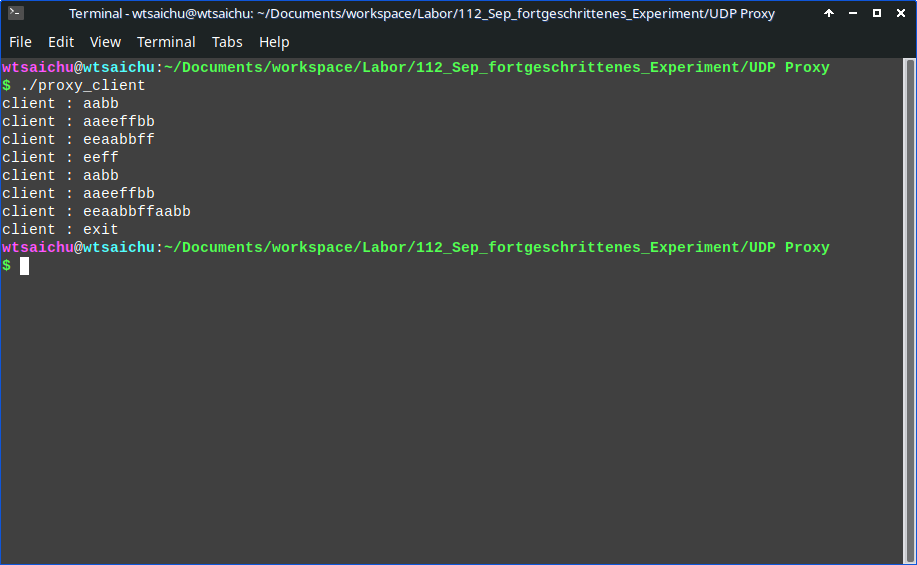 Terminal - wtsaichu@wtsaichu: ~/Documents/workspace/Labor/112_Sep_fortgeschrittenes_Experiment/UDP Proxy
File Edit View Terminal Tabs Help
wtsaichu@wtsaichu:~/Documents/workspace/Labor/112_Sep_fortgeschrittenes_Experiment/UDP Proxy
$ ./proxy_client
client : aabb
client : aaeeffbb
client : eeaabbff
client : eeff
client : aabb
client : aaeeffbb
client : eeaabbffaabb
client : exit
wtsaichu@wtsaichu:~/Documents/workspace/Labor/112_Sep_fortgeschrittenes_Experiment/UDP Proxy
$